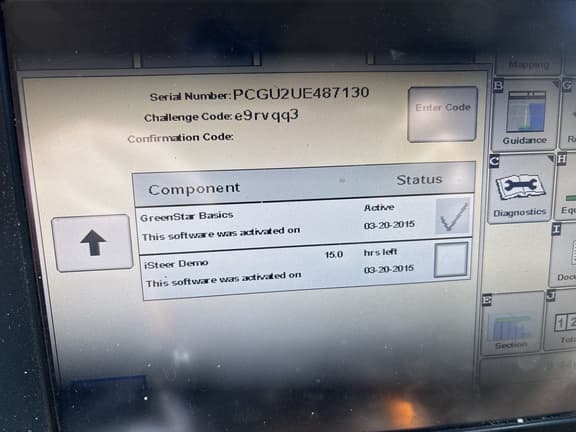 Mapping
Serial Number: PCGU2UE487130
Challenge Code: e9rvqq3
Confirmation Code:
Enter Code
Component Status
GreenStar Basics Active
This software was activated on 03-20-2015
iSteer Demo 15.0 hrs left
This software was activated on 03-20-2015
B
Guidance
G
C
Diagnostics
H
I
E
Section
J